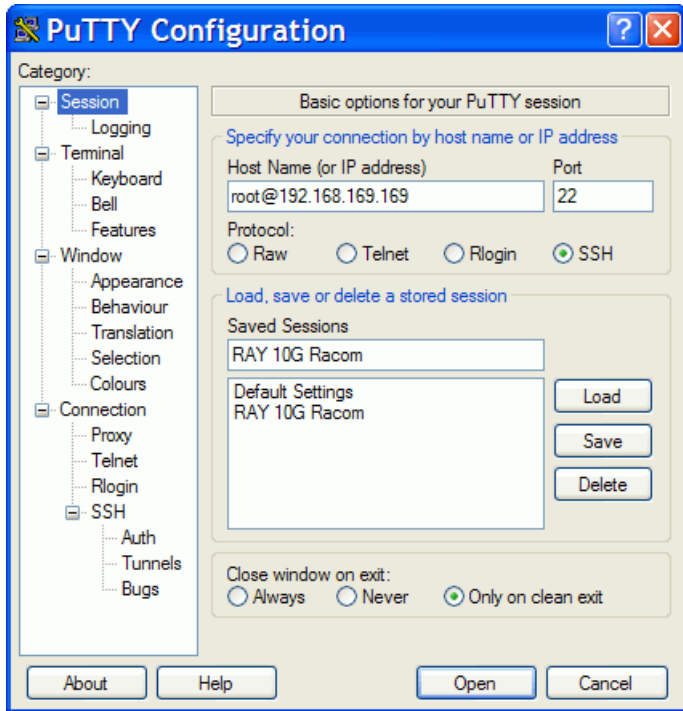 PuTTY Configuration
Category:
Session
Logging
Terminal
Keyboard
Bell
Features
Window
Appearance
Behaviour
Translation
Selection
Colours
Connection
Proxy
Telnet
Rlogin
SSH
Auth
Tunnels
Bugs
Basic options for your PuTTY session
Specify your connection by host name or IP address
Host Name (or IP address) Port
root@192.168.169.169 22
Protocol:
Raw Telnet Rlogin SSH
Load, save or delete a stored session
Saved Sessions
RAY 10G Racom
Default Settings
RAY 10G Racom
Load
Save
Delete
Close window on exit:
Always Never Only on clean exit
About Help Open Cancel